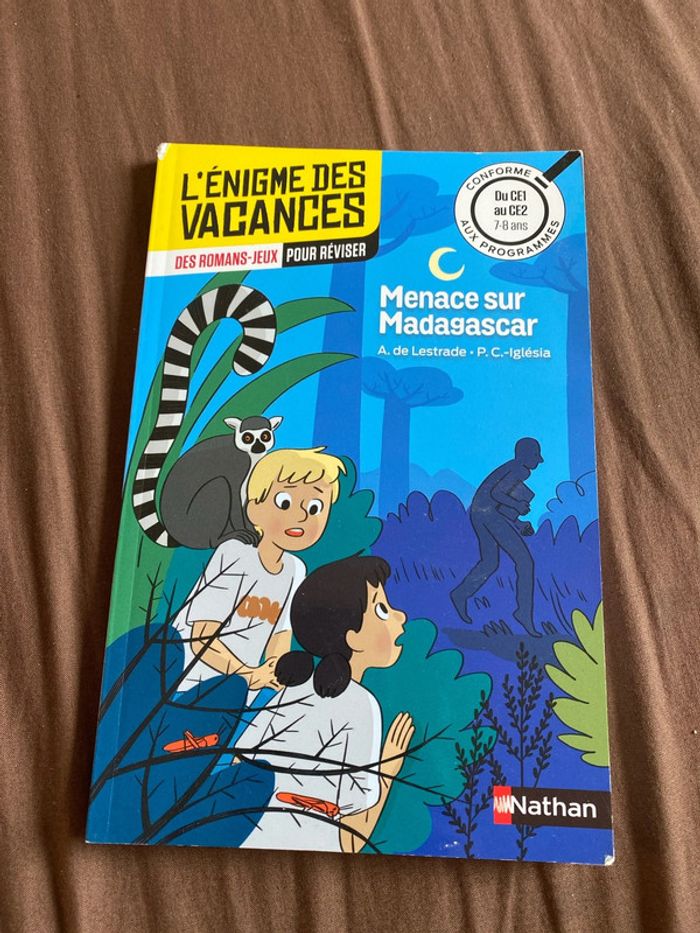 L'ÉNIGME DES
VACANCES
DES ROMANS-JEUX POUR RÉVISER
CONFORME
Du CE1
au CE2
7-8 ans
AUX PROGRAMMES
Menace sur
Madagascar
A. de Lestrade • P. C.-Iglésia
Nathan